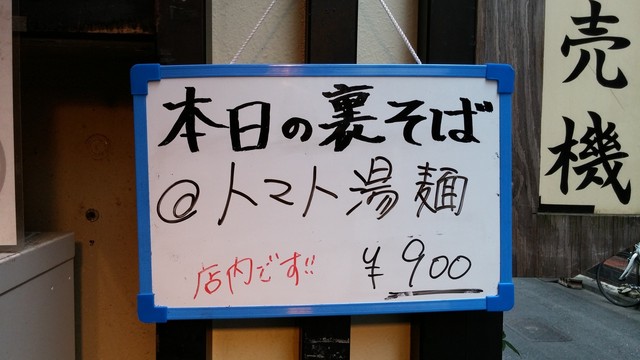 本日の裏そば
@トマト湯麺
店内です!!
¥900
売機